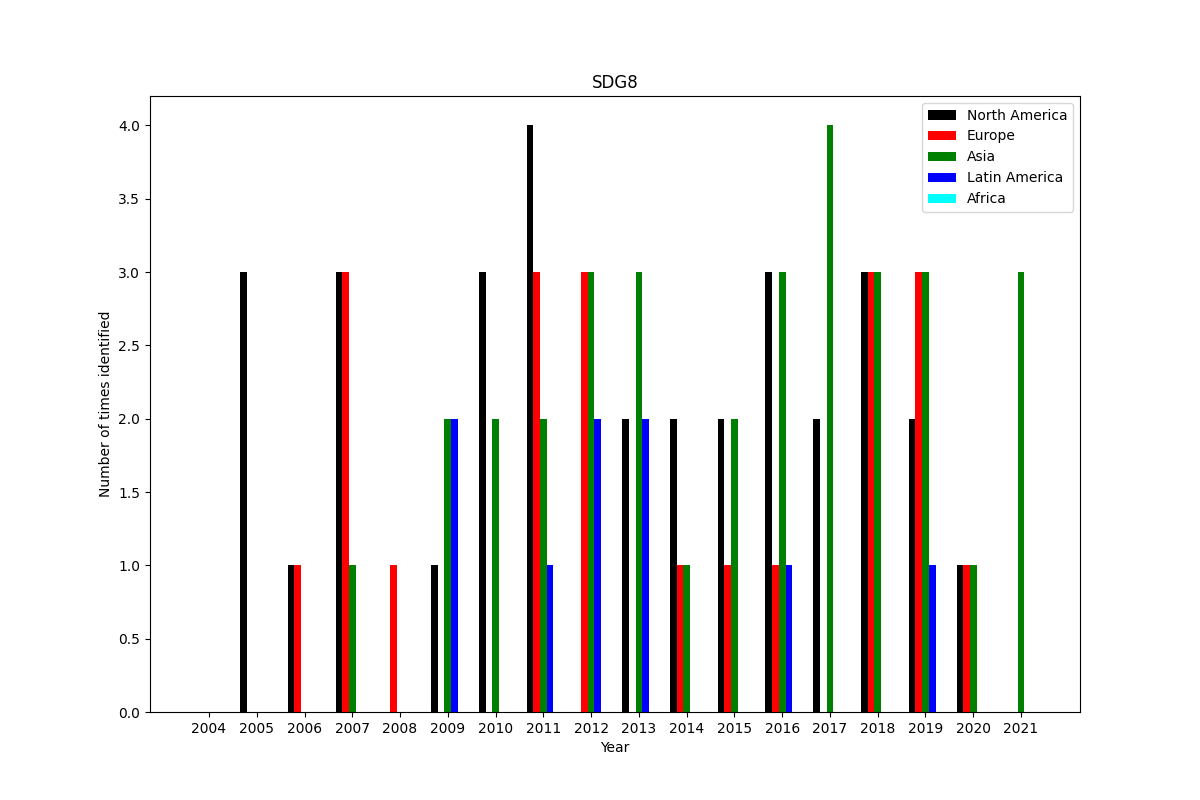 SDG8
North America
Europe
Asia
Latin America
Africa
Number of times identified
4.0
3.5
3.0
2.5
2.0
1.5
1.0
0.5
0.0
2004 2005 2006 2007 2008 2009 2010 2011 2012 2013 2014 2015 2016 2017 2018 2019 2020 2021
Year